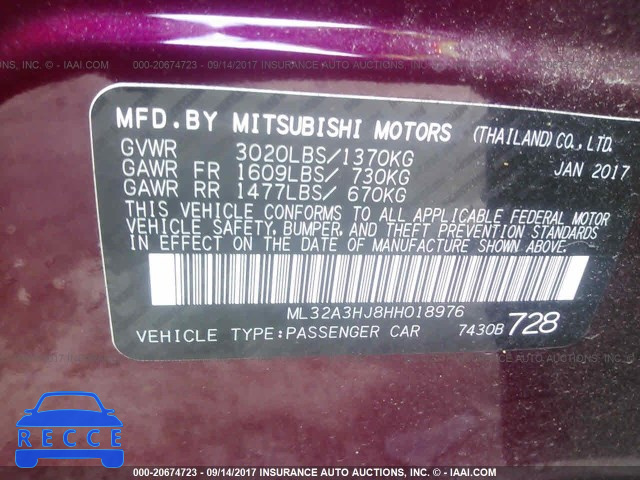 000-20674723 - 09/14/2017 INSURANCE AUTO AUCTIONS, INC. - © IAAI.COM
MFD.BY MITSUBISHI MOTORS (THAILAND) CO., LTD.
GVWR 3020LBS/1370KG JAN 2017
GAWR FR 1609LBS/ 730KG
GAWR RR 1477LBS/ 670KG
THIS VEHICLE CONFORMS TO ALL APPLICABLE FEDERAL MOTOR
VEHICLE SAFETY, BUMPER, AND THEFT PREVENTION STANDARDS
IN EFFECT ON THE DATE OF MANUFACTURE SHOWN ABOVE.
ML32A3HJ8HH018976
VEHICLE TYPE:PASSENGER CAR 7430B 728
RECCE
000-20674723 - 09/14/2017 INSURANCE AUTO AUCTIONS, INC. - © IAAI.COM